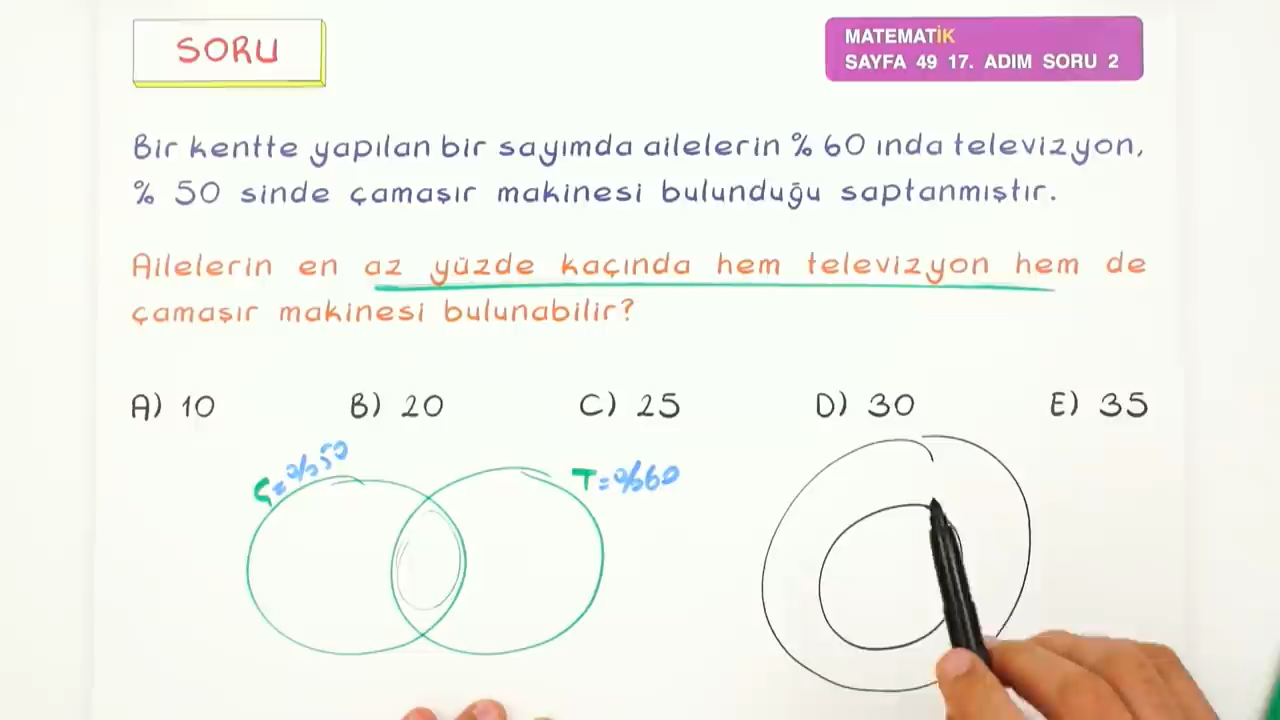 SORU
MATEMATİK
SAYFA 49 17. ADIM SORU 2
Bir kentte yapılan bir sayımda ailelerin % 60 ında televizyon,
% 50 sinde çamaşır makinesi bulunduğu saptanmıştır.
Ailelerin en az yüzde kaçında hem televizyon hem de
çamaşır makinesi bulunabilir?
A) 10 B) 20 C) 25 D) 30 E) 35
Ç=%50 T=%60